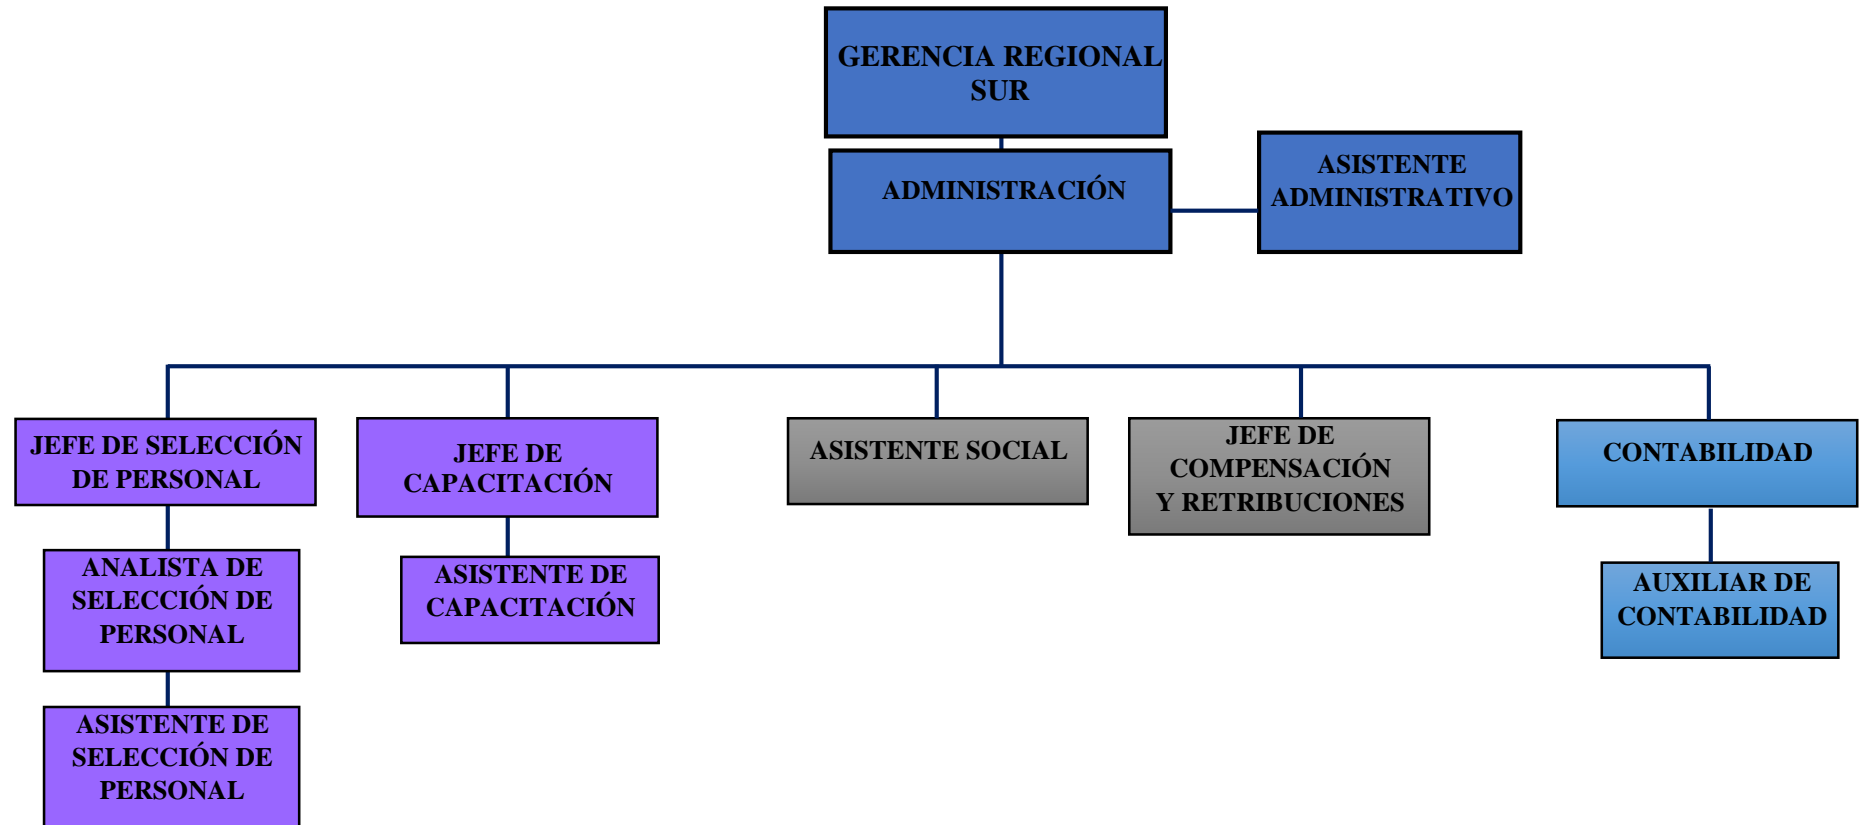 GERENCIA REGIONAL
SUR
ADMINISTRACIÓN
ASISTENTE
ADMINISTRATIVO
JEFE DE SELECCIÓN
DE PERSONAL
JEFE DE
CAPACITACIÓN
ASISTENTE SOCIAL
JEFE DE
COMPENSACIÓN
Y RETRIBUCIONES
CONTABILIDAD
ANALISTA DE
SELECCIÓN DE
PERSONAL
ASISTENTE DE
CAPACITACIÓN
AUXILIAR DE
CONTABILIDAD
ASISTENTE DE
SELECCIÓN DE
PERSONAL